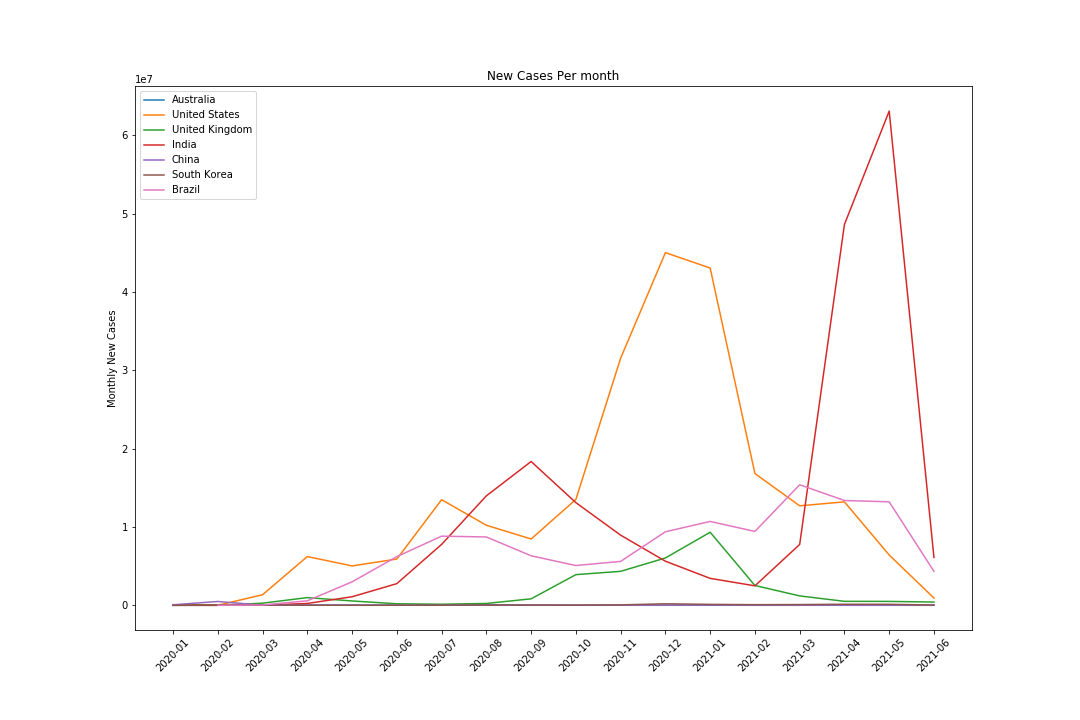 New Cases Per month
1e7
Australia
United States
United Kingdom
India
China
South Korea
Brazil
6
5
4
3
2
1
0
Monthly New Cases
2020-01
2020-02
2020-03
2020-04
2020-05
2020-06
2020-07
2020-08
2020-09
2020-10
2020-11
2020-12
2021-01
2021-02
2021-03
2021-04
2021-05
2021-06